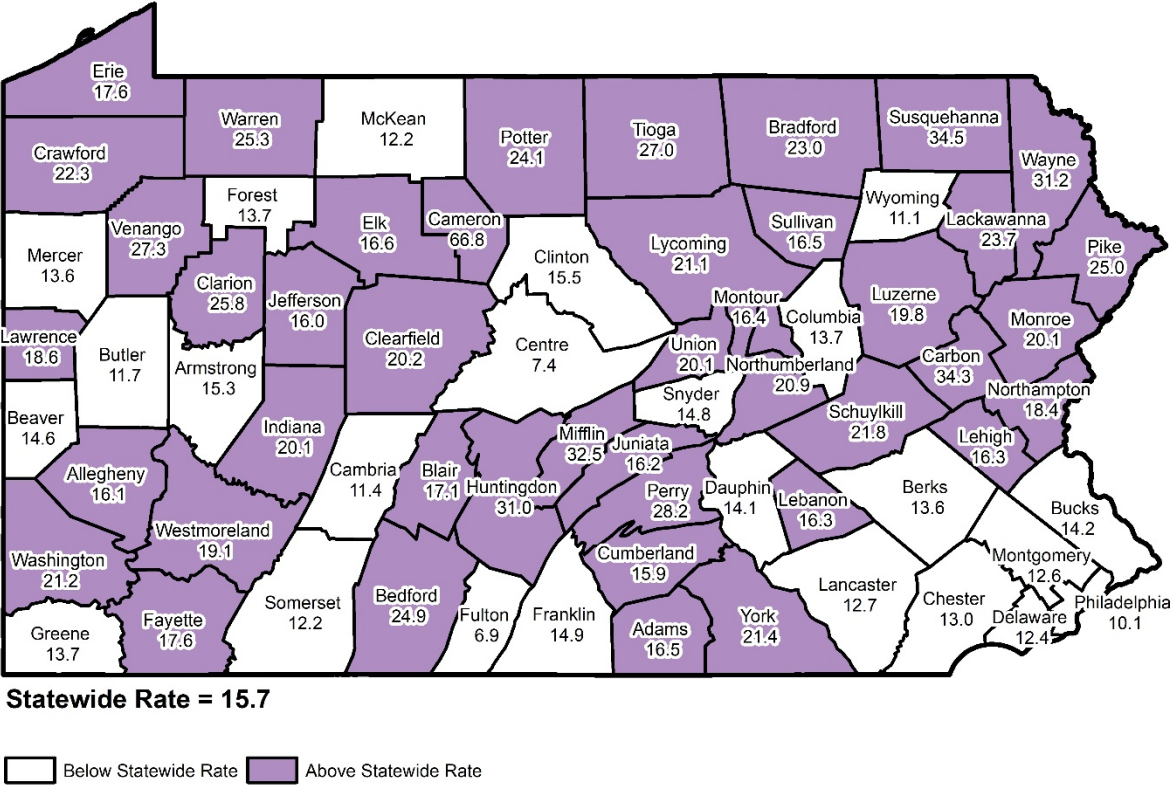 Erie
17.6
Warren
25.3
McKean
12.2
Potter
24.1
Tioga
27.0
Bradford
23.0
Susquehanna
34.5
Wayne
31.2
Crawford
22.3
Forest
13.7
Venango
27.3
Elk
16.6
Cameron
66.8
Wyoming
11.1
Lackawanna
23.7
Sullivan
16.5
Lycoming
21.1
Pike
25.0
Mercer
13.6
Clinton
15.5
Clarion
25.8
Jefferson
16.0
Luzerne
19.8
Montour
16.4
Columbia
13.7
Monroe
20.1
Lawrence
18.6
Butler
11.7
Armstrong
15.3
Clearfield
20.2
Centre
7.4
Union
20.1
Northumberland
20.9
Carbon
34.3
Northampton
18.4
Snyder
14.8
Beaver
14.6
Schuylkill
21.8
Indiana
20.1
Mifflin
32.5
Juniata
16.2
Lehigh
16.3
Allegheny
16.1
Cambria
11.4
Blair
17.1
Huntingdon
31.0
Perry
28.2
Dauphin
14.1
Lebanon
16.3
Berks
13.6
Bucks
14.2
Westmoreland
19.1
Washington
21.2
Cumberland
15.9
Montgomery
12.6
Lancaster
12.7
Chester
13.0
Philadelphia
10.1
Delaware
12.4
Bedford
24.9
Somerset
12.2
Fulton
6.9
Franklin
14.9
Adams
16.5
York
21.4
Fayette
17.6
Greene
13.7
Statewide Rate = 15.7
Below Statewide Rate
Above Statewide Rate